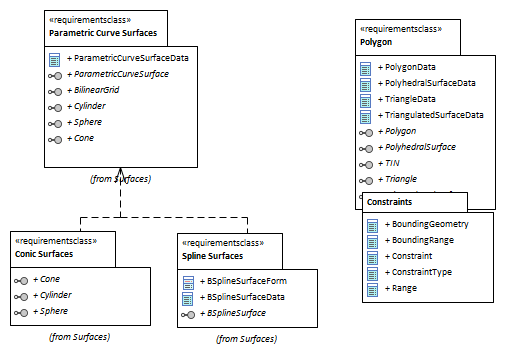 «requirementsclass»
Parametric Curve Surfaces
+ ParametricCurveSurfaceData
+ ParametricCurveSurface
+ BilinearGrid
+ Cylinder
+ Sphere
+ Cone
(from Surfaces)
«requirementsclass»
Polygon
+ PolygonData
+ PolyhedralSurfaceData
+ TriangleData
+ TriangulatedSurfaceData
+ Polygon
+ PolyhedralSurface
+ TIN
+ Triangle
Constraints
+ BoundingGeometry
+ BoundingRange
+ Constraint
+ ConstraintType
+ Range
«requirementsclass»
Conic Surfaces
+ Cone
+ Cylinder
+ Sphere
(from Surfaces)
«requirementsclass»
Spline Surfaces
+ BSplineSurfaceForm
+ BSplineSurfaceData
+ BSplineSurface
(from Surfaces)